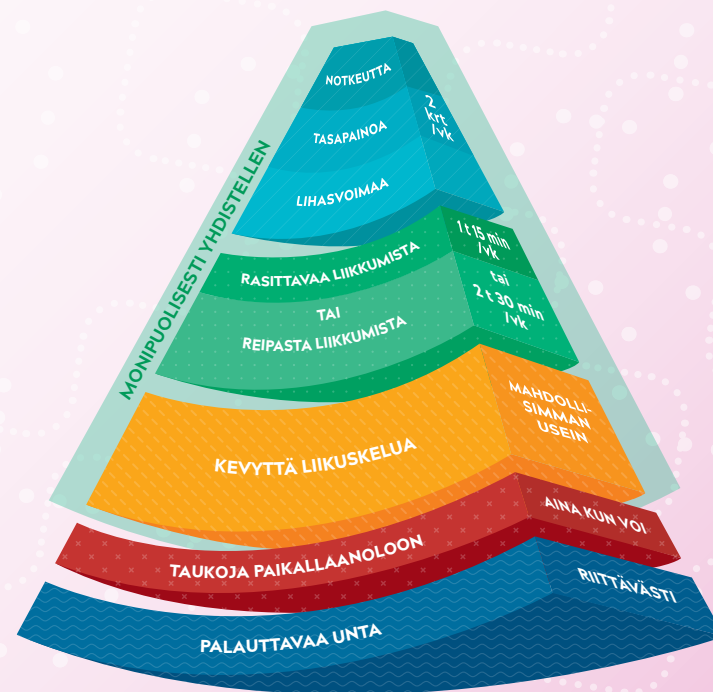 MONIPUOLISESTI YHDISTELLEN
NOTKEUTTA
TASAPAINOA
LIHASVOIMAA
2
krt
/vk
RASITTAVAA LIIKKUMISTA
1 t 15 min
/vk
TAI
REIPASTA LIIKKUMISTA
tai
2 t 30 min
/vk
KEVYTTÄ LIIKUSKELUA
MAHDOLLI-
SIMMAN
USEIN
TAUKOJA PAIKALLAANOLOON
AINA KUN VOI
PALAUTTAVAA UNTA
RIITTÄVÄSTI